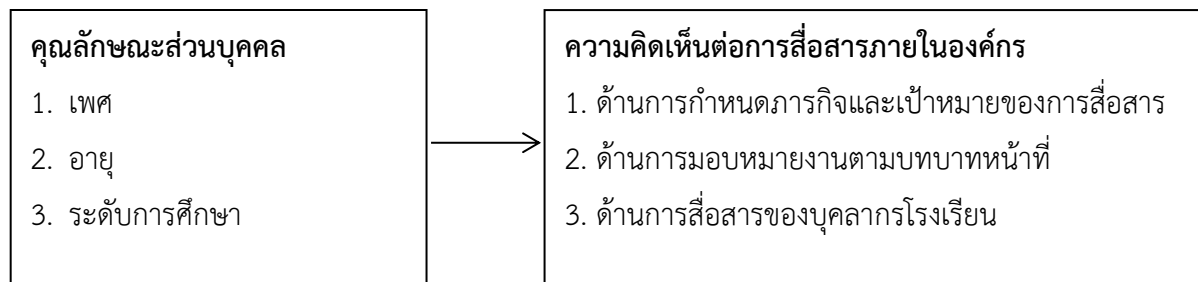 คุณลักษณะส่วนบุคคล
1. เพศ
2. อายุ
3. ระดับการศึกษา
ความคิดเห็นต่อการสื่อสารภายในองค์กร
1. ด้านการกำหนดภารกิจและเป้าหมายของการสื่อสาร
2. ด้านการมอบหมายงานตามบทบาทหน้าที่
3. ด้านการสื่อสารของบุคลากรโรงเรียน